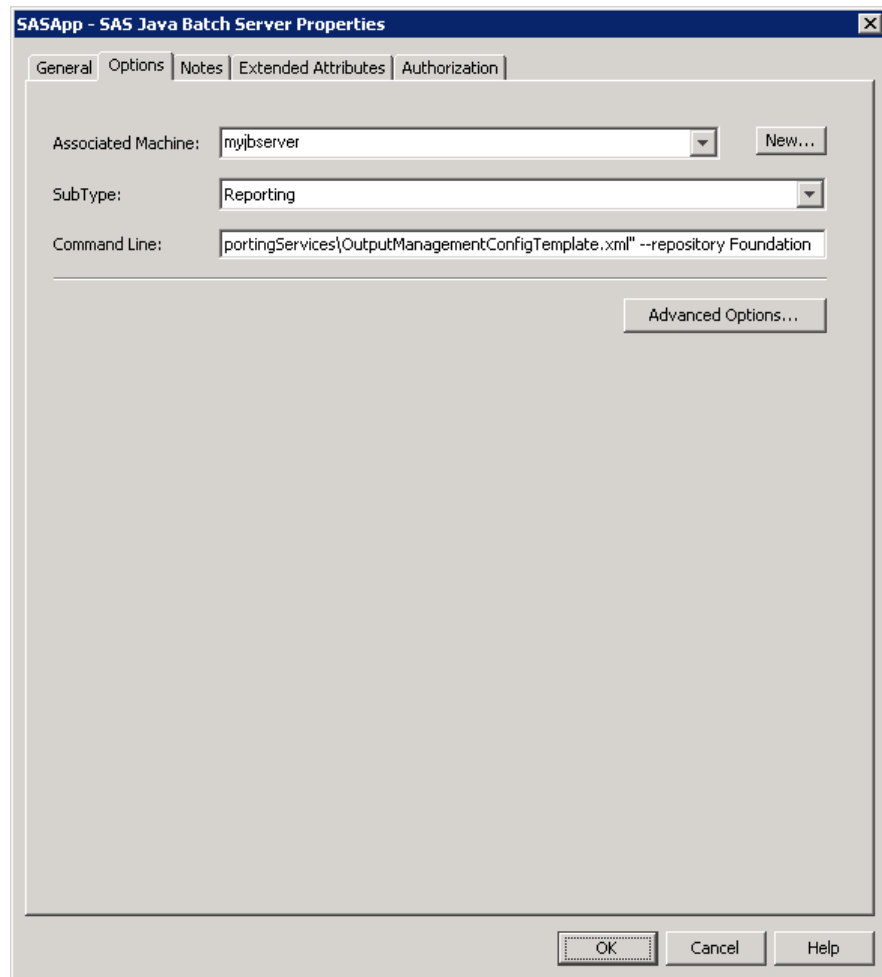 SASApp - SAS Java Batch Server Properties
General Options Notes Extended Attributes Authorization
Associated Machine: myjbserver New...
SubType: Reporting
Command Line: portingServices\OutputManagementConfigTemplate.xml" --repository Foundation
Advanced Options...
OK Cancel Help